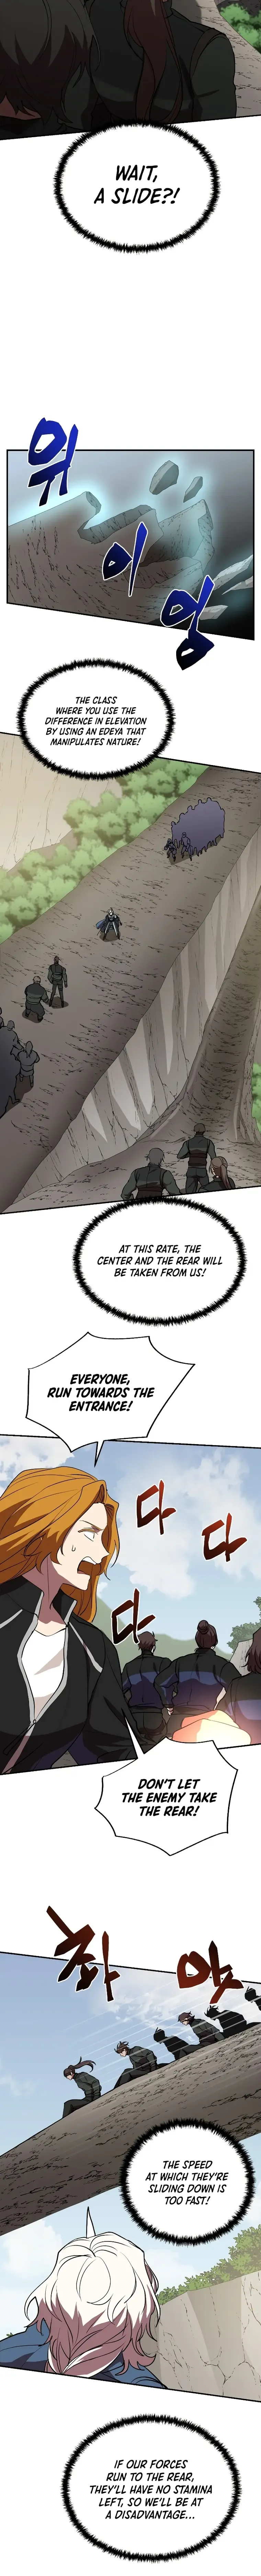 WAIT,
A SLIDE?!
위
이
잉
THE CLASS
WHERE YOU USE THE
DIFFERENCE IN ELEVATION
BY USING AN EDEYA THAT
MANIPULATES NATURE!
AT THIS RATE, THE
CENTER AND THE REAR WILL
BE TAKEN FROM US!
EVERYONE,
RUN TOWARDS THE
ENTRANCE!
다
다
다
DON'T LET
THE ENEMY TAKE
THE REAR!
촤
앗
THE SPEED
AT WHICH THEY'RE
SLIDING DOWN IS
TOO FAST!
IF OUR FORCES
RUN TO THE REAR,
THEY'LL HAVE NO STAMINA
LEFT, SO WE'LL BE AT
A DISADVANTAGE...